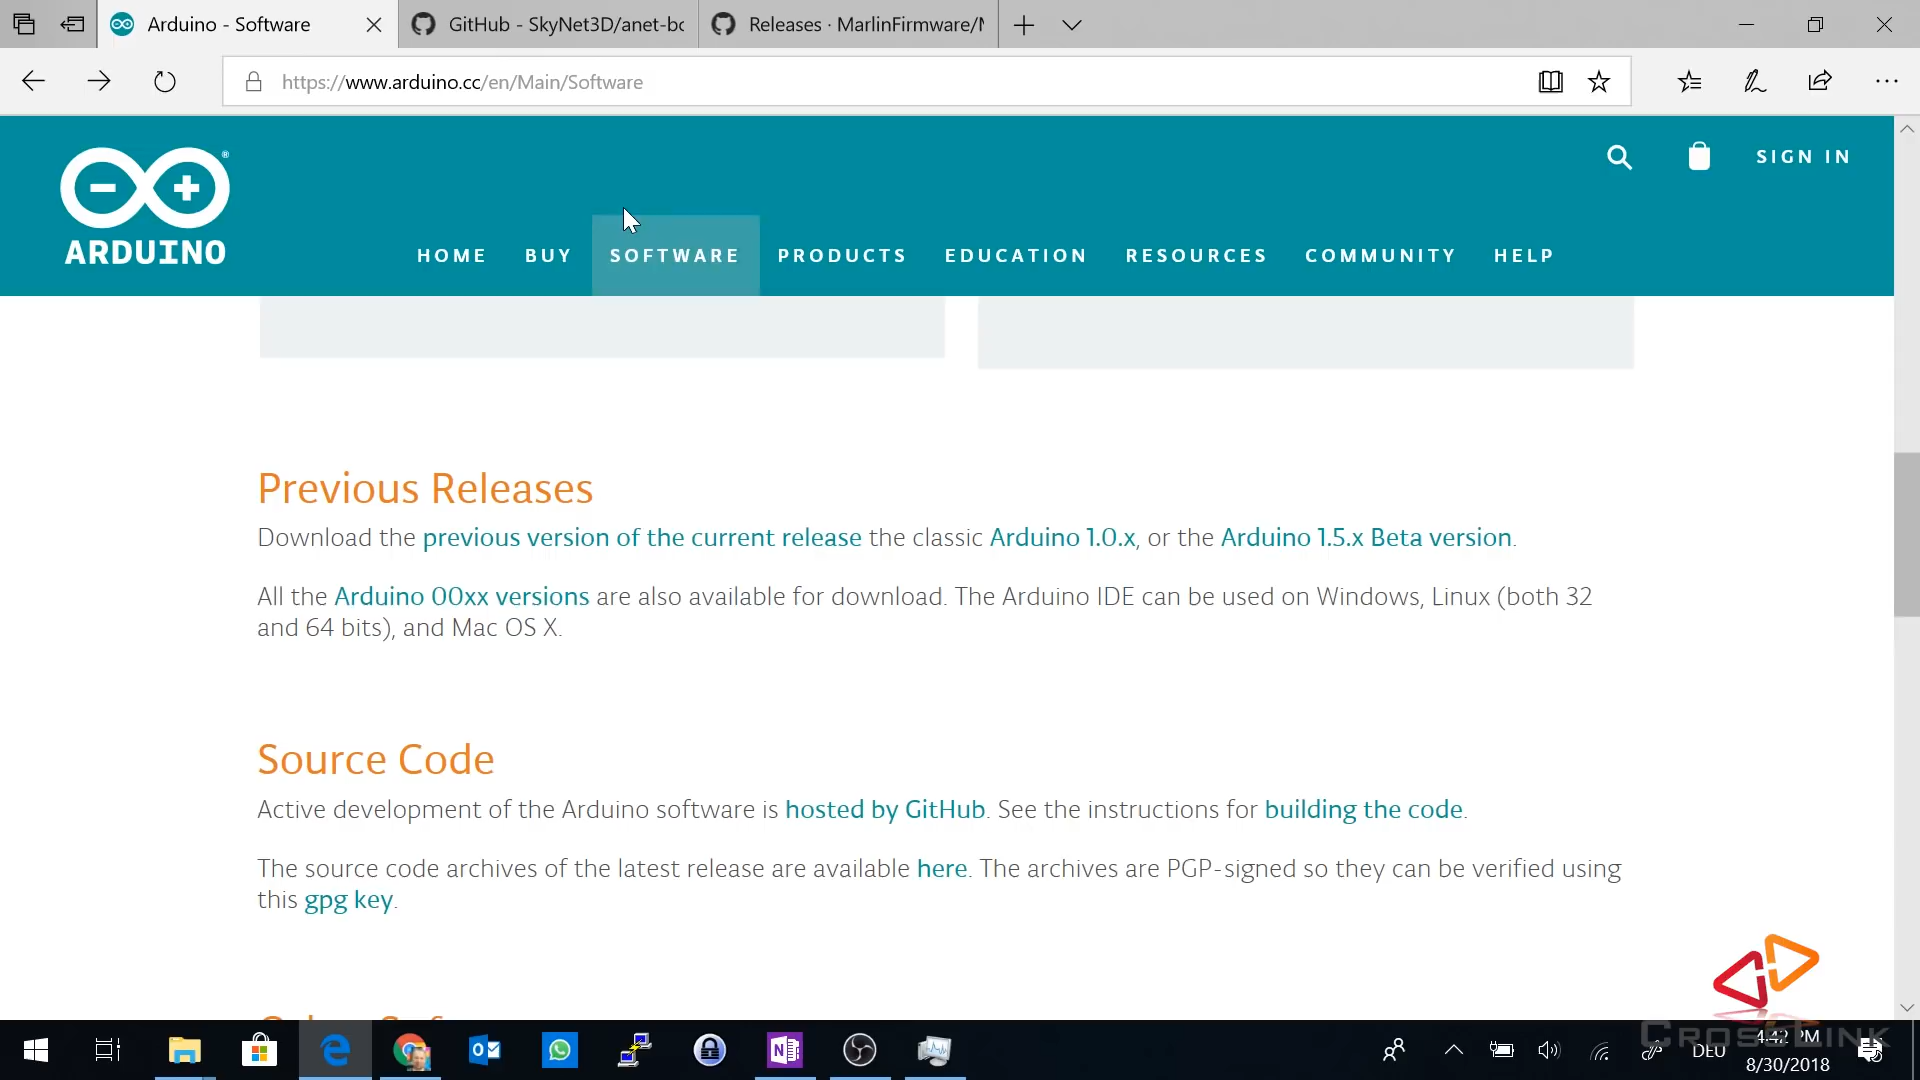 Arduino - Software
GitHub - SkyNet3D/anet-bo
Releases · MarlinFirmware/M
https://www.arduino.cc/en/Main/Software
SIGN IN
ARDUINO
HOME BUY SOFTWARE PRODUCTS EDUCATION RESOURCES COMMUNITY HELP
Previous Releases
Download the previous version of the current release the classic Arduino 1.0.x, or the Arduino 1.5.x Beta version.
All the Arduino 00xx versions are also available for download. The Arduino IDE can be used on Windows, Linux (both 32
and 64 bits), and Mac OS X.
Source Code
Active development of the Arduino software is hosted by GitHub. See the instructions for building the code.
The source code archives of the latest release are available here. The archives are PGP-signed so they can be verified using
this gpg key.
CROSSLINK
DEU
4:42 PM
8/30/2018